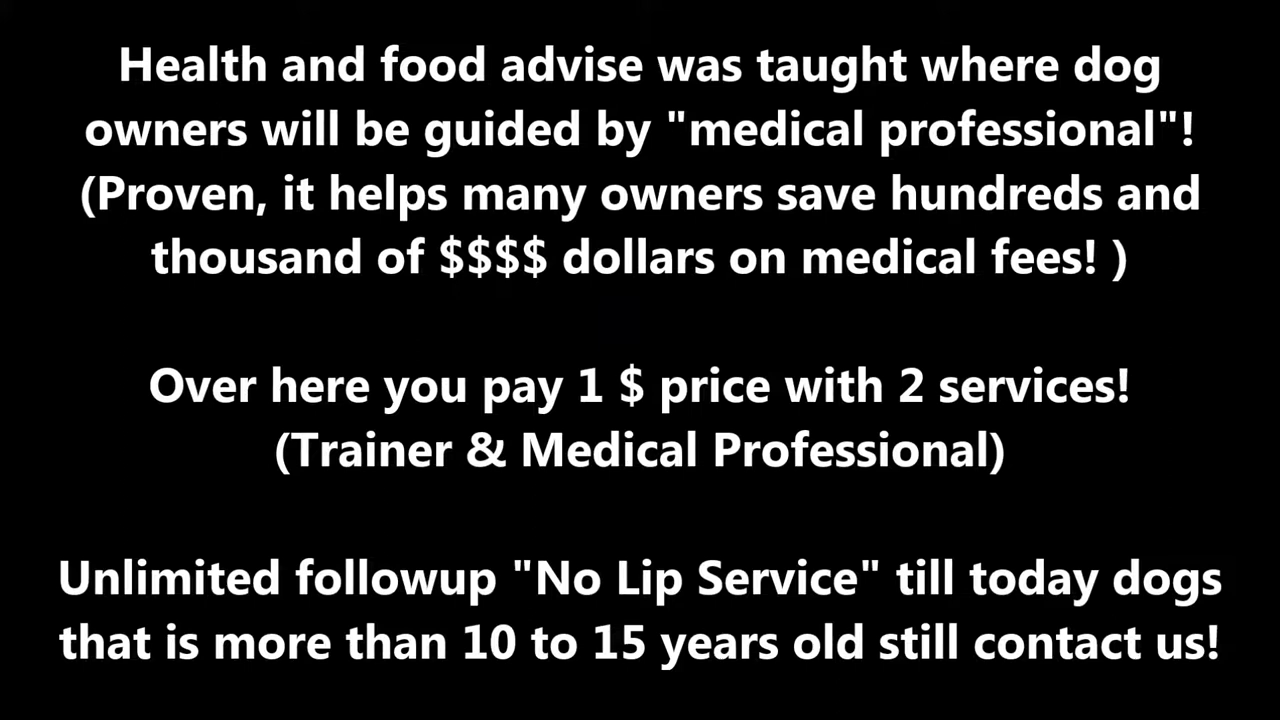 Health and food advise was taught where dog
owners will be guided by "medical professional"!
(Proven, it helps many owners save hundreds and
thousand of $$$$ dollars on medical fees! )
Over here you pay 1 $ price with 2 services!
(Trainer & Medical Professional)
Unlimited followup "No Lip Service" till today dogs
that is more than 10 to 15 years old still contact us!